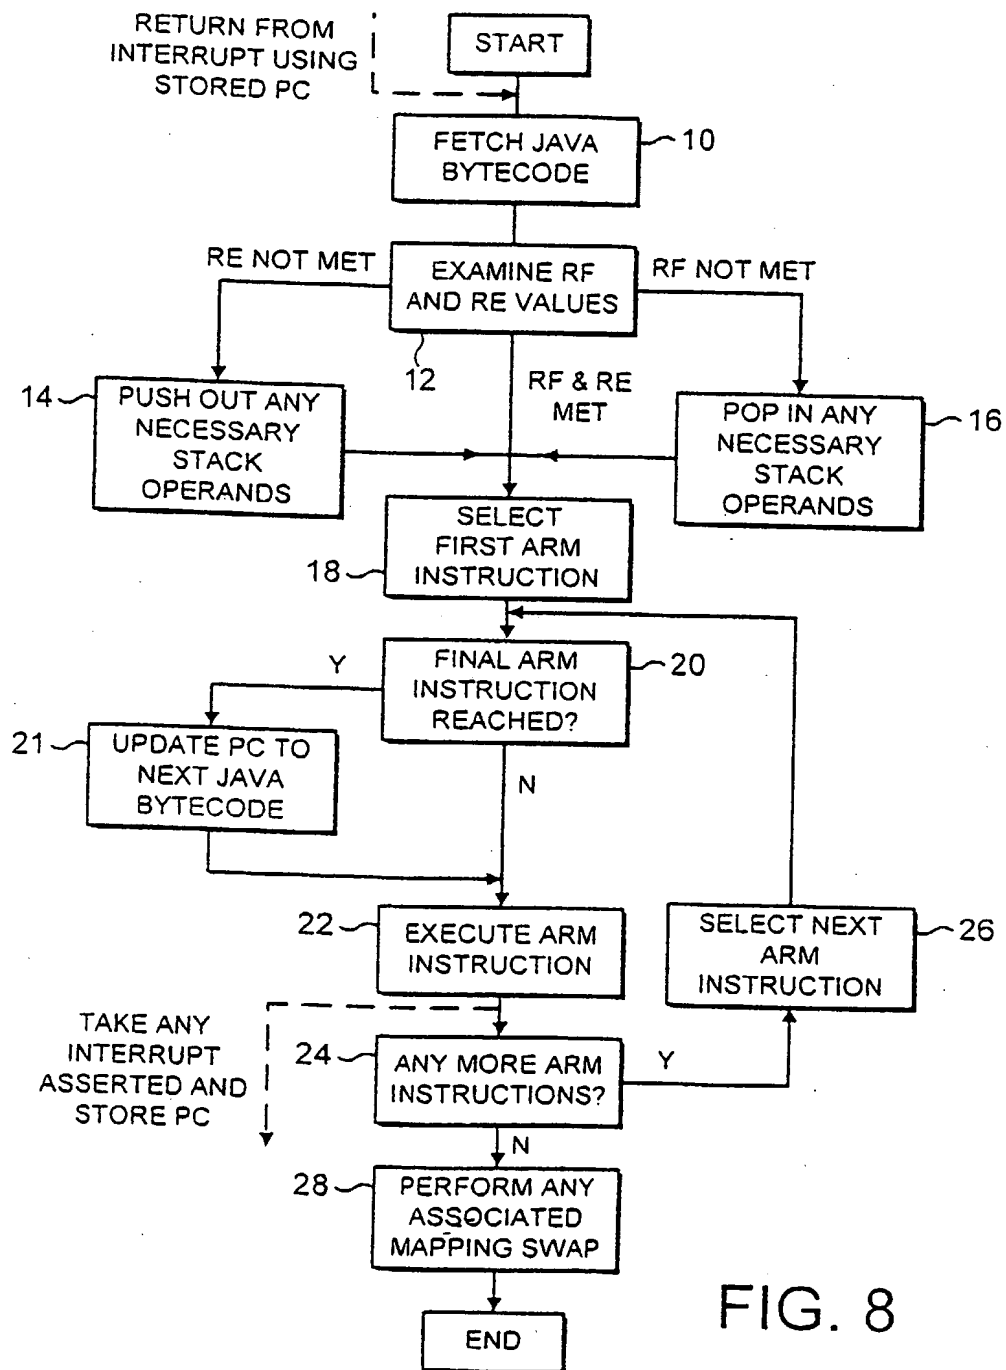 RETURN FROM
INTERRUPT USING
STORED PC
START
FETCH JAVA
BYTECODE
10
RE NOT MET
EXAMINE RF
AND RE VALUES
RF NOT MET
12
RF & RE
MET
14
PUSH OUT ANY
NECESSARY
STACK
OPERANDS
POP IN ANY
NECESSARY
STACK
OPERANDS
16
SELECT
FIRST ARM
INSTRUCTION
18
FINAL ARM
INSTRUCTION
REACHED?
20
Y
21
UPDATE PC TO
NEXT JAVA
BYTECODE
N
22
EXECUTE ARM
INSTRUCTION
SELECT NEXT
ARM
INSTRUCTION
26
TAKE ANY
INTERRUPT
ASSERTED AND
STORE PC
24
ANY MORE ARM
INSTRUCTIONS?
Y
N
28
PERFORM ANY
ASSOCIATED
MAPPING SWAP
END
FIG. 8